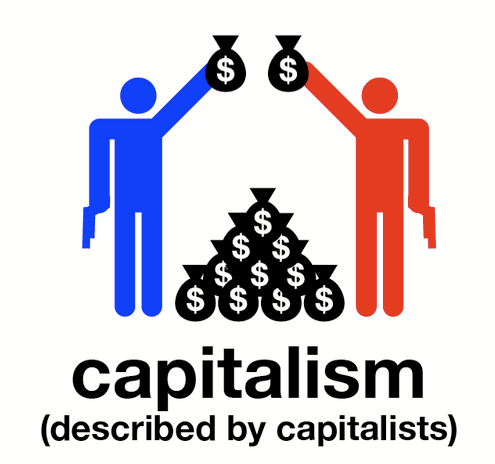 $ $
$
$ $
$ $ $
$ $ $ $
capitalism
(described by capitalists)